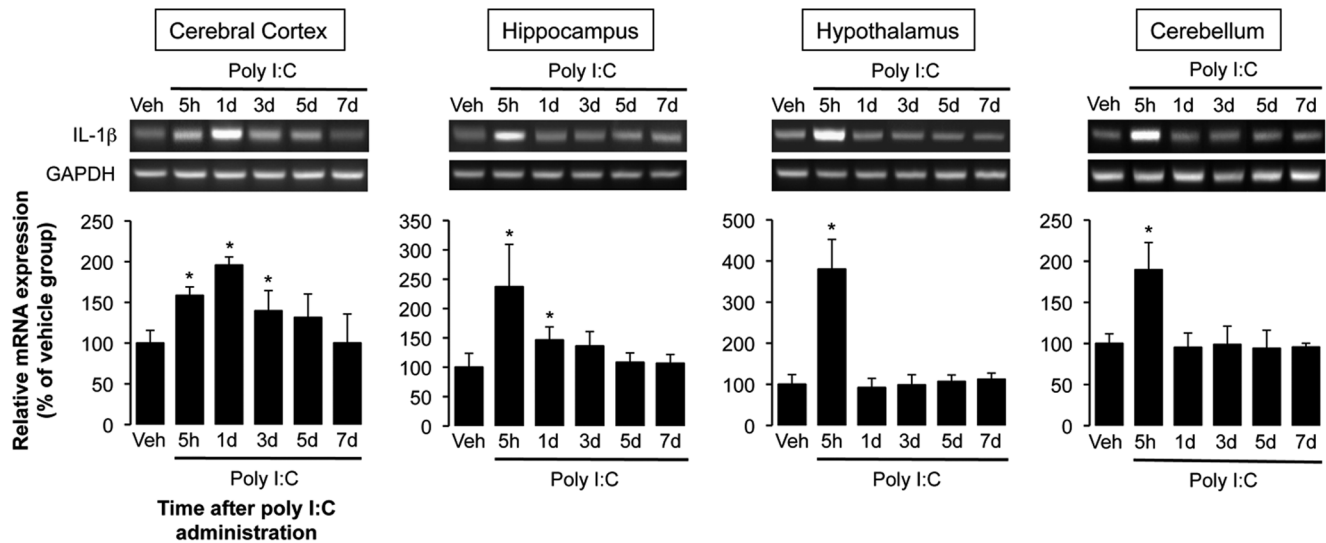 Cerebral Cortex
Poly I:C
Veh 5h 1d 3d 5d 7d
IL-1β
GAPDH
Relative mRNA expression
(% of vehicle group)
250
200
150
100
50
0
* * *
Veh 5h 1d 3d 5d 7d
Poly I:C
Time after poly I:C
administration
Hippocampus
Poly I:C
Veh 5h 1d 3d 5d 7d
350
300
250
200
150
100
50
0
* *
Veh 5h 1d 3d 5d 7d
Poly I:C
Hypothalamus
Poly I:C
Veh 5h 1d 3d 5d 7d
500
400
300
200
100
0
*
Veh 5h 1d 3d 5d 7d
Poly I:C
Cerebellum
Poly I:C
Veh 5h 1d 3d 5d 7d
250
200
150
100
50
0
*
Veh 5h 1d 3d 5d 7d
Poly I:C